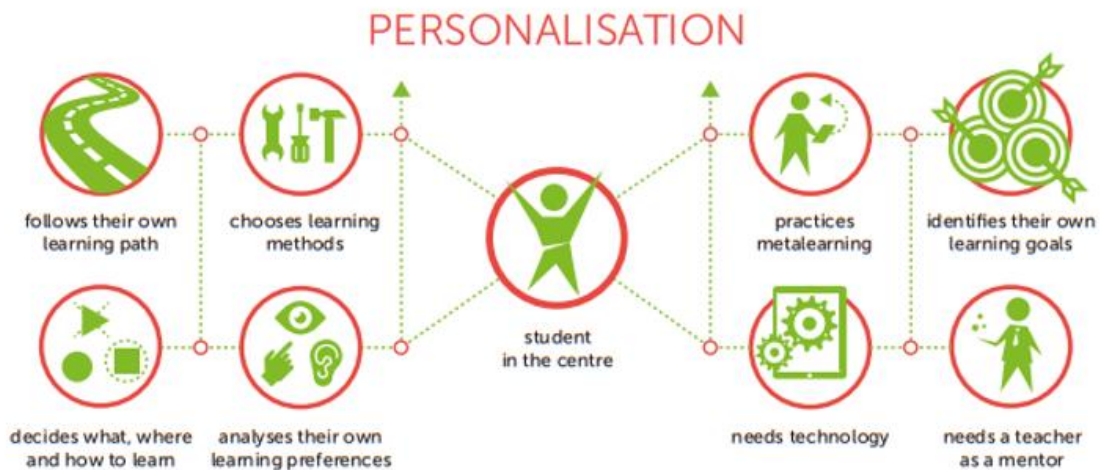 PERSONALISATION
follows their own
learning path
chooses learning
methods
student
in the centre
practices
metalearning
identifies their own
learning goals
decides what, where
and how to learn
analyses their own
learning preferences
needs technology
needs a teacher
as a mentor